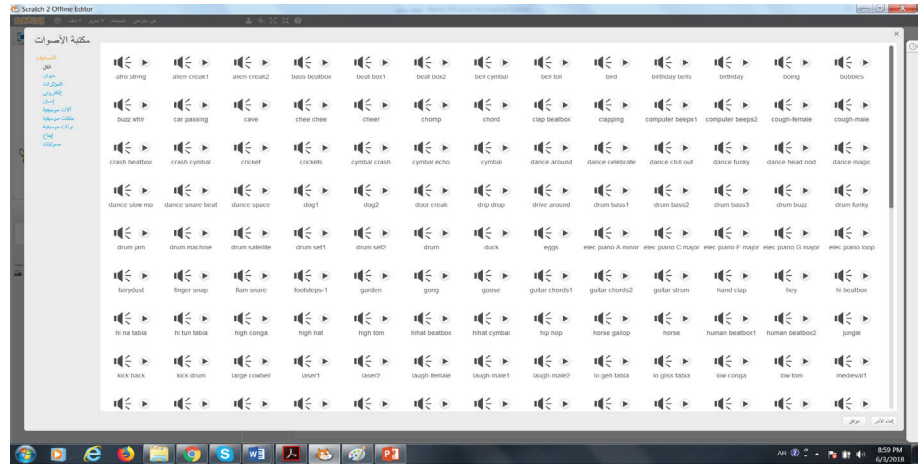 Scratch 2 Offline Editor
مكتبة الأصوات
التصنيف
الكل
حيوان
المؤثرات
إلكتروني
إنسان
آلات موسيقية
حلقات موسيقية
نوتات موسيقية
إيقاع
صوتيات
afro string alien creak1 alien creak2 bass beatbox beat box1 beat box2 bell cymbal bell toll bird birthday bells birthday boing bubbles
buzz whir car passing cave chee chee cheer chomp chord clap beatbox clapping computer beeps1 computer beeps2 cough-female cough-male
crash beatbox crash cymbal cricket crickets cymbal crash cymbal echo cymbal dance around dance celebrate dance chill out dance funky dance head nod dance magic
dance slow mo dance snare beat dance space dog1 dog2 door creak drip drop drive around drum bass1 drum bass2 drum bass3 drum buzz drum funky
drum jam drum machine drum satellite drum set1 drum set2 drum duck eggs elec piano A minor elec piano C major elec piano F major elec piano G major elec piano loop
fairydust finger snap flam snare footsteps-1 garden gong goose guitar chords1 guitar chords2 guitar strum hand clap hey hi beatbox
hi na tabla hi tun tabla high conga high hat high tom hihat beatbox hihat cymbal hip hop horse gallop horse human beatbox1 human beatbox2 jungle
kick back kick drum large cowbell laser1 laser2 laugh-female laugh-male1 laugh-male2 lo geh tabla lo gliss tabla low conga low tom medieval1
موافق إلغاء الأمر
AR
8:59 PM
6/3/2018